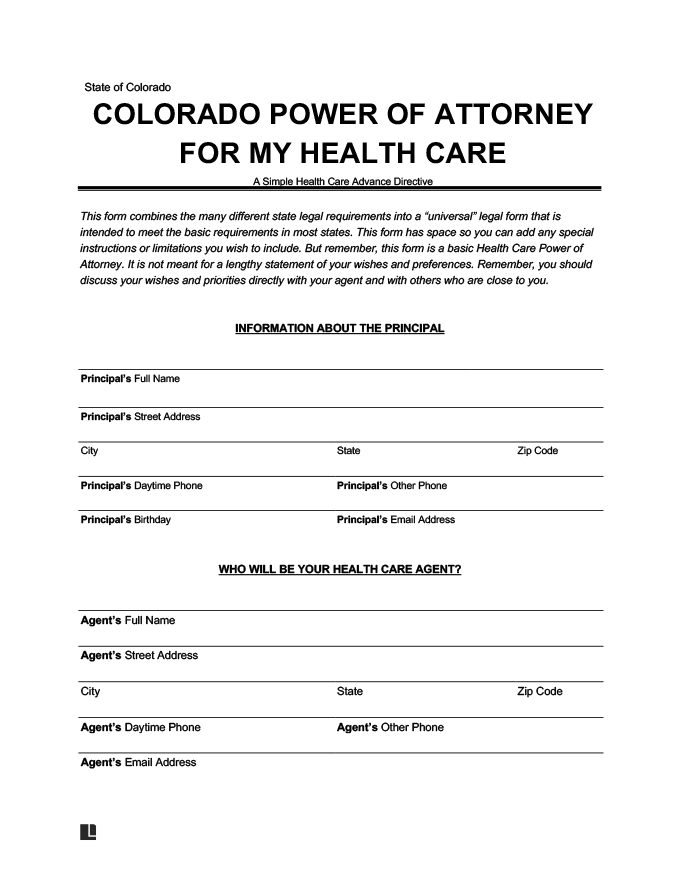 State of Colorado
COLORADO POWER OF ATTORNEY
FOR MY HEALTH CARE
A Simple Health Care Advance Directive
This form combines the many different state legal requirements into a “universal” legal form that is
intended to meet the basic requirements in most states. This form has space so you can add any special
instructions or limitations you wish to include. But remember, this form is a basic Health Care Power of
Attorney. It is not meant for a lengthy statement of your wishes and preferences. Remember, you should
discuss your wishes and priorities directly with your agent and with others who are close to you.
INFORMATION ABOUT THE PRINCIPAL
Principal’s Full Name
Principal’s Street Address
City State Zip Code
Principal’s Daytime Phone Principal’s Other Phone
Principal’s Birthday Principal’s Email Address
WHO WILL BE YOUR HEALTH CARE AGENT?
Agent’s Full Name
Agent’s Street Address
City State Zip Code
Agent’s Daytime Phone Agent’s Other Phone
Agent’s Email Address